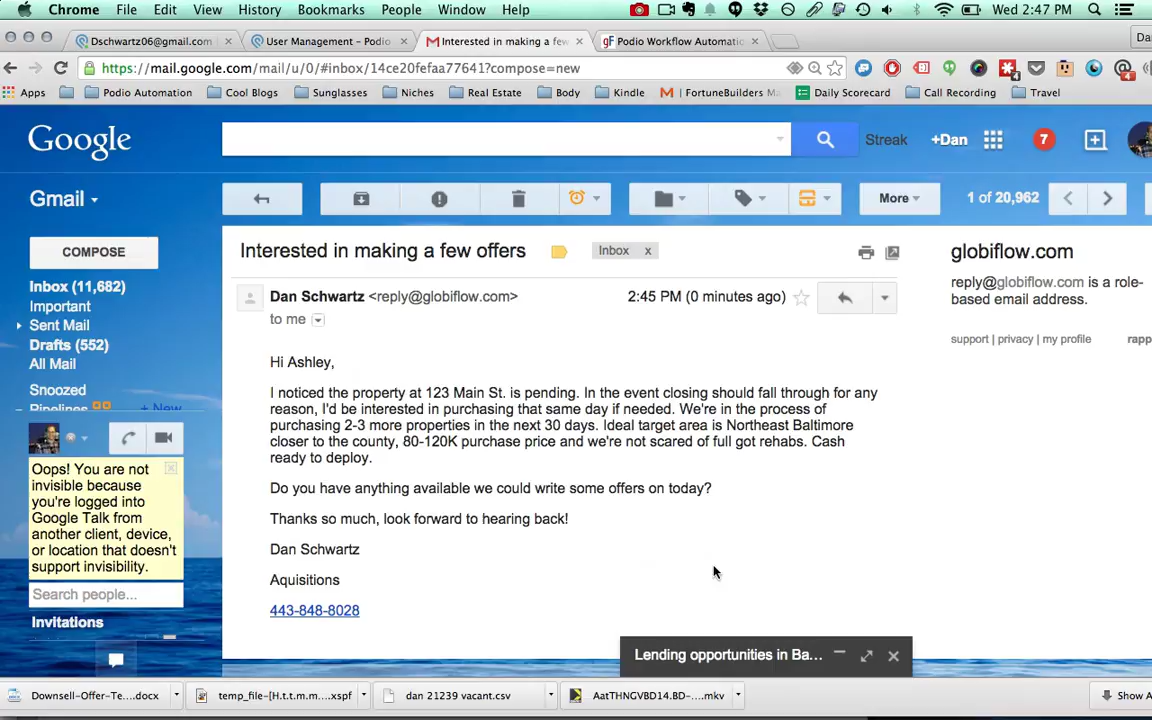 Chrome File Edit View History Bookmarks People Window Help Wed 2:47 PM
Dschwartz06@gmail.com User Management - Podio Interested in making a few Podio Workflow Automati Da
https://mail.google.com/mail/u/0/#inbox/14ce20fefaa77641?compose=new
Apps Podio Automation Cool Blogs Sunglasses Niches Real Estate Body Kindle FortuneBuilders Ma Daily Scorecard Call Recording Travel
Google Streak +Dan 7
Gmail More 1 of 20,962
COMPOSE
Interested in making a few offers Inbox x
globiflow.com
Inbox (11,682)
Important
Sent Mail
Drafts (552)
All Mail
Snoozed
Pipelines + New
Dan Schwartz <reply@globiflow.com> 2:45 PM (0 minutes ago)
to me
reply@globiflow.com is a role-
based email address.
support | privacy | my profile rapp
Hi Ashley,
I noticed the property at 123 Main St. is pending. In the event closing should fall through for any
reason, I'd be interested in purchasing that same day if needed. We're in the process of
purchasing 2-3 more properties in the next 30 days. Ideal target area is Northeast Baltimore
closer to the county, 80-120K purchase price and we're not scared of full got rehabs. Cash
ready to deploy.
Do you have anything available we could write some offers on today?
Thanks so much, look forward to hearing back!
Dan Schwartz
Aquisitions
443-848-8028
Oops! You are not
invisible because
you're logged into
Google Talk from
another client, device,
or location that doesn't
support invisibility.
Search people...
Invitations
Lending opportunities in Ba...
Downsell-Offer-Te....docx temp_file-[H.t.t.m.m....xspf dan 21239 vacant.csv AatTHNGVBD14.BD-....mkv Show A